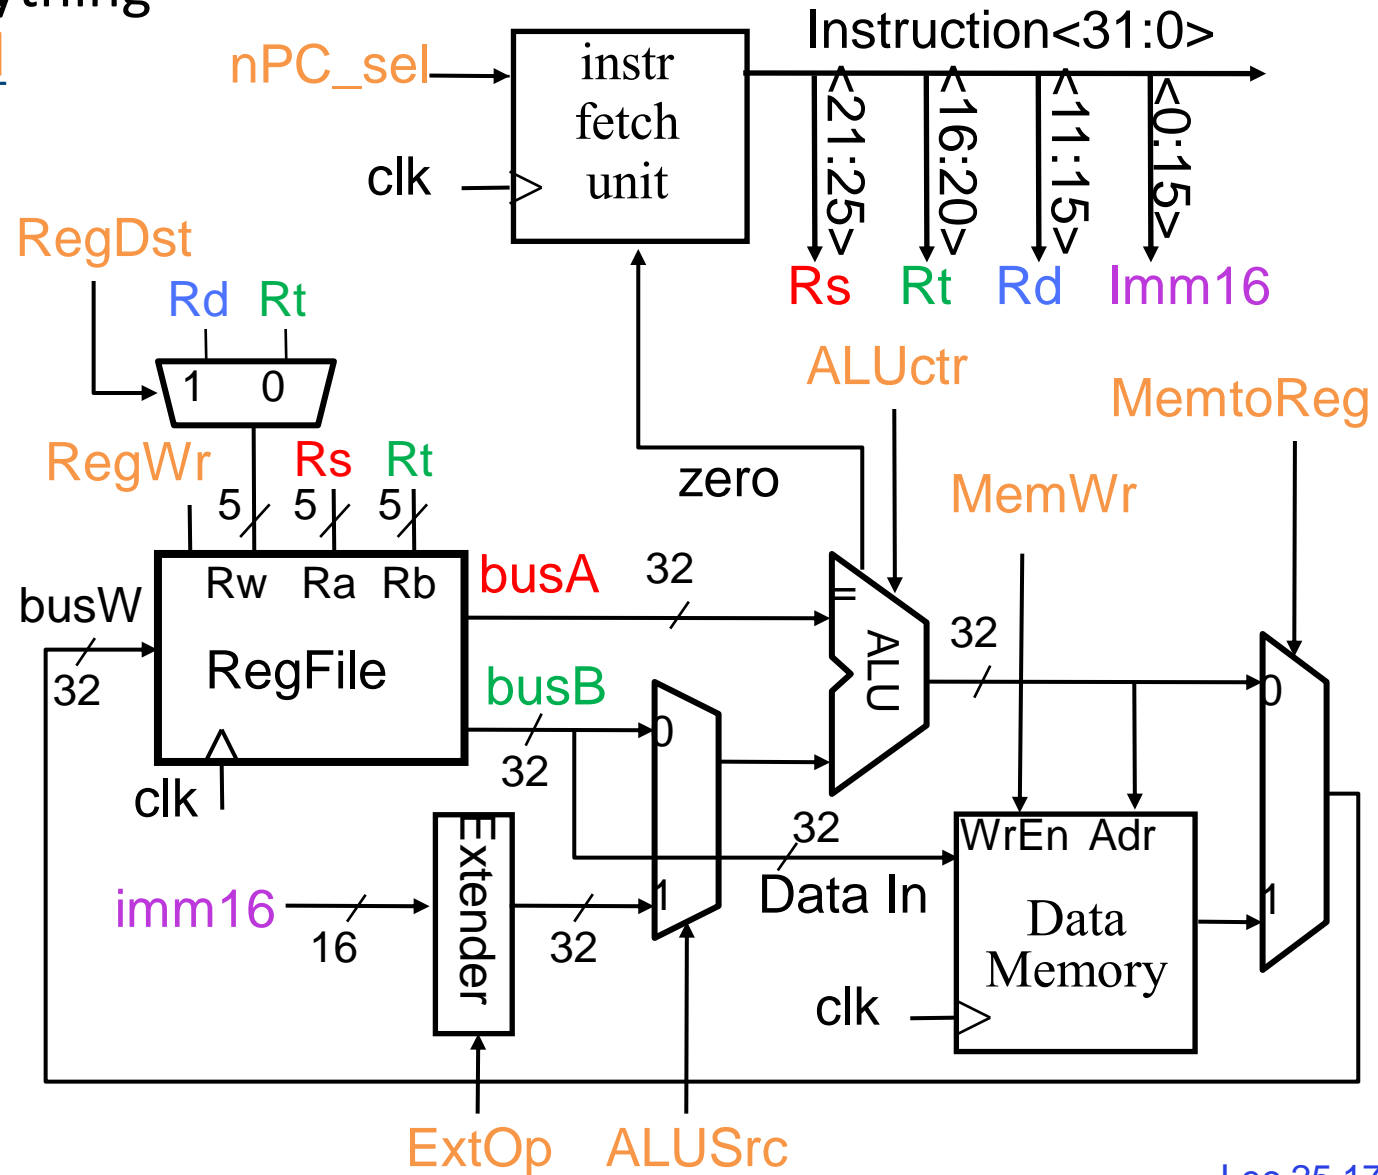 Instruction<31:0>
nPC_sel
instr
fetch
unit
clk
<21:25>
<16:20>
<11:15>
<0:15>
Rs Rt Rd Imm16
RegDst
Rd Rt
1 0
ALUctr
MemtoReg
RegWr
Rs Rt
5 5 5
zero
MemWr
Rw Ra Rb
busA
32
=
busW
32
RegFile
busB
32
clk
0
1
ALU
32
0
1
32
Data In
WrEn Adr
Data
Memory
clk
imm16
16
Extender
32
ExtOp
ALUSrc